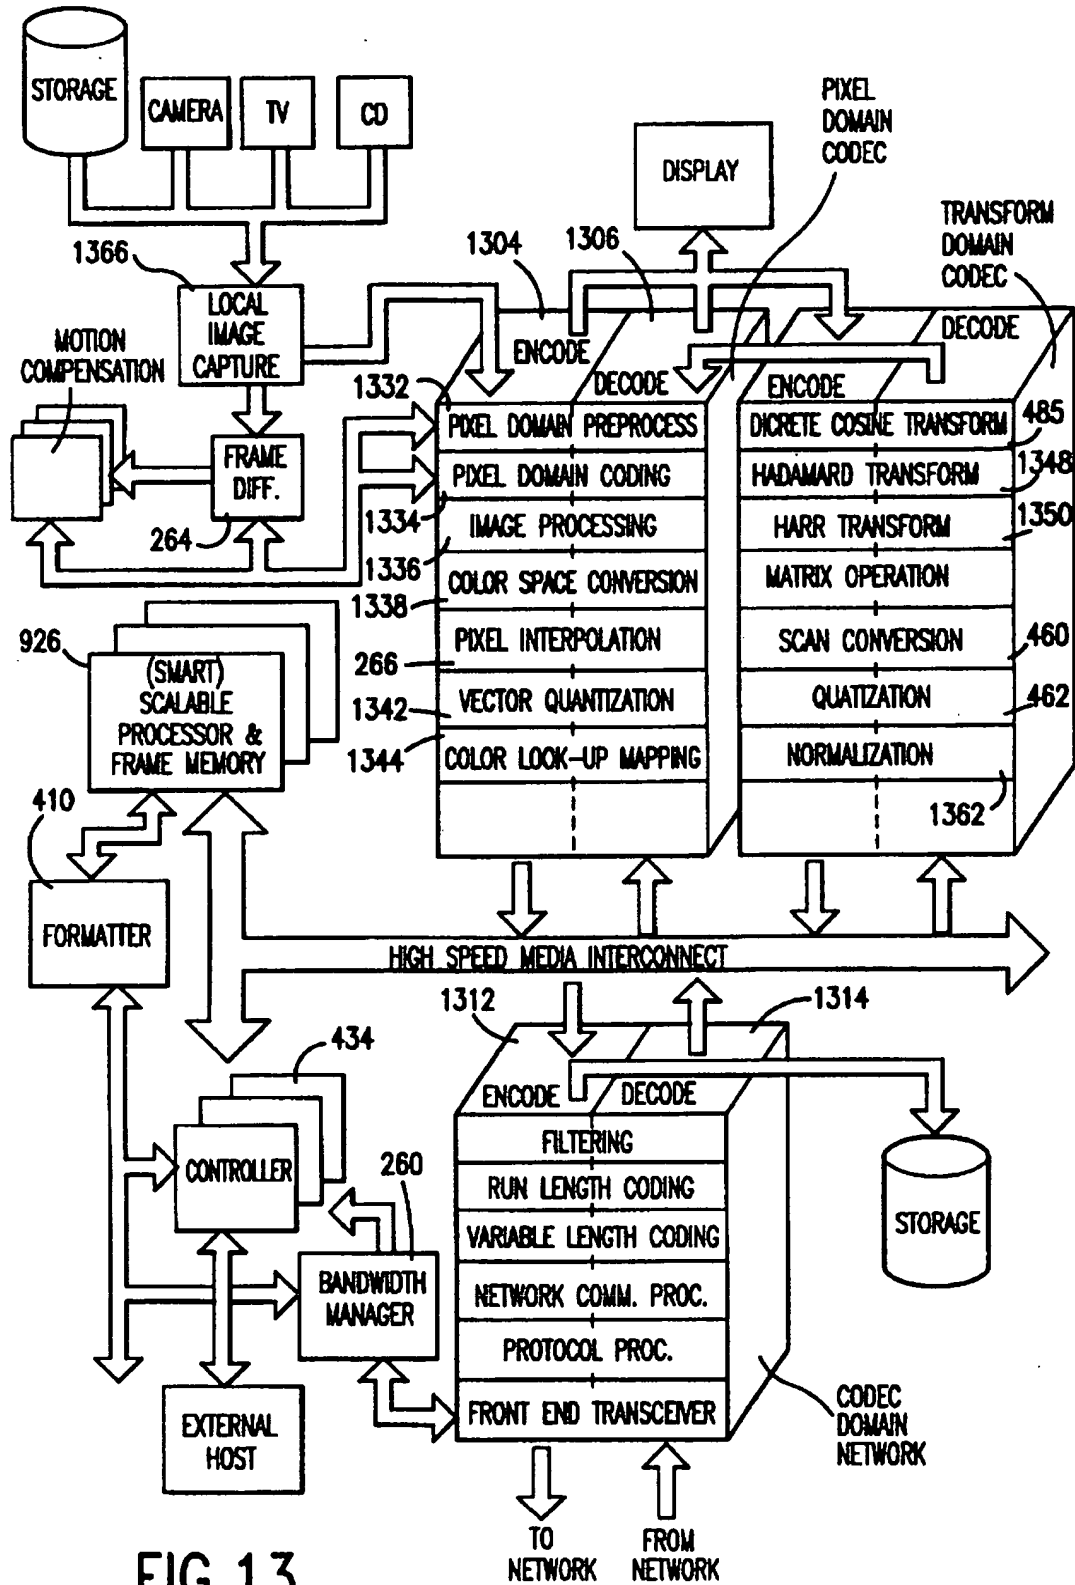 STORAGE
CAMERA
TV
CD
PIXEL
DOMAIN
CODEC
DISPLAY
TRANSFORM
DOMAIN
CODEC
1366
1304
1306
LOCAL
IMAGE
CAPTURE
MOTION
COMPENSATION
FRAME
DIFF.
264
ENCODE
DECODE
ENCODE
DECODE
1332
PIXEL DOMAIN PREPROCESS
PIXEL DOMAIN CODING
1334
IMAGE PROCESSING
1336
COLOR SPACE CONVERSION
1338
PIXEL INTERPOLATION
266
VECTOR QUANTIZATION
1342
1344
COLOR LOOK-UP MAPPING
DICRETE COSINE TRANSFORM
485
HADAMARD TRANSFORM
1348
HARR TRANSFORM
1350
MATRIX OPERATION
SCAN CONVERSION
460
QUATIZATION
462
NORMALIZATION
1362
926
(SMART)
SCALABLE
PROCESSOR &
FRAME MEMORY
410
FORMATTER
HIGH SPEED MEDIA INTERCONNECT
1312
1314
434
CONTROLLER
260
BANDWIDTH
MANAGER
EXTERNAL
HOST
ENCODE
DECODE
FILTERING
RUN LENGTH CODING
VARIABLE LENGTH CODING
NETWORK COMM. PROC.
PROTOCOL PROC.
FRONT END TRANSCEIVER
STORAGE
CODEC
DOMAIN
NETWORK
TO
NETWORK
FROM
NETWORK
FIG. 13